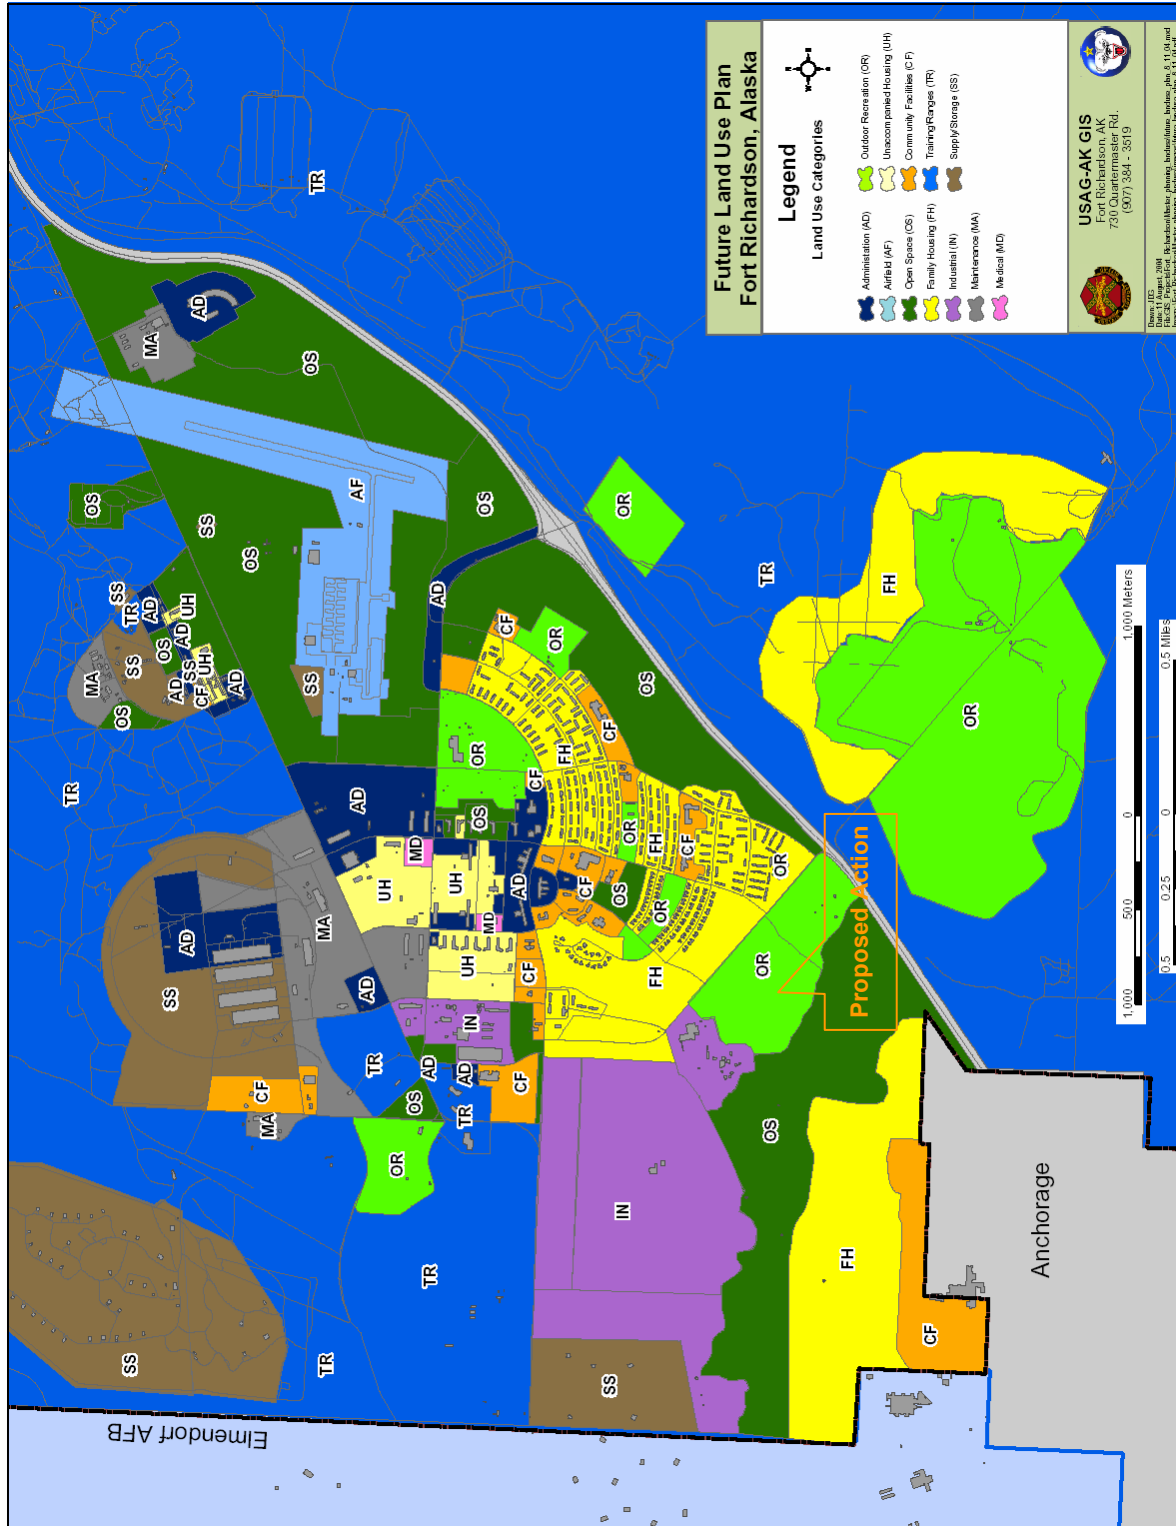 Future Land Use Plan
Fort Richardson, Alaska
Legend
N
W
E
S
Land Use Categories
Administation (AD)
Airfield (AF)
Open Space (OS)
Family Housing (FH)
Industrial (IN)
Maintenance (MA)
Medical (MD)
Outdoor Recreation (OR)
Unaccompanied Housing (UH)
Community Facilities (CF)
Training/Ranges (TR)
Supply/Storage (SS)
USAG-AK GIS
Fort Richardson, AK
730 Quartermaster Rd.
(907) 384 - 3519
Drawn: JEG
Date: 11 August, 2004
Elmendorf AFB
Anchorage
Proposed Action
1,000 500 0 1,000 Meters
0.5 0.25 0 0.5 Miles
SS
TR
TR
SS
AD
MA
CF
MA
TR
OR
OS
AD
TR
AD
IN
CF
AD
UH
UH
UH
MD
MD
AD
AD
CF
OS
OR
CF
TR
MA
OS
SS
OS
AD
SS
CF
UH
AD
AD
UH
AD
TR
SS
OS
SS
OS
SS
AF
MA
AD
OS
TR
OS
AD
OR
CF
OR
OS
FH
CF
OR
FH
CF
OR
CF
OS
OR
FH
OR
IN
SS
OS
FH
CF
TR
FH
OR